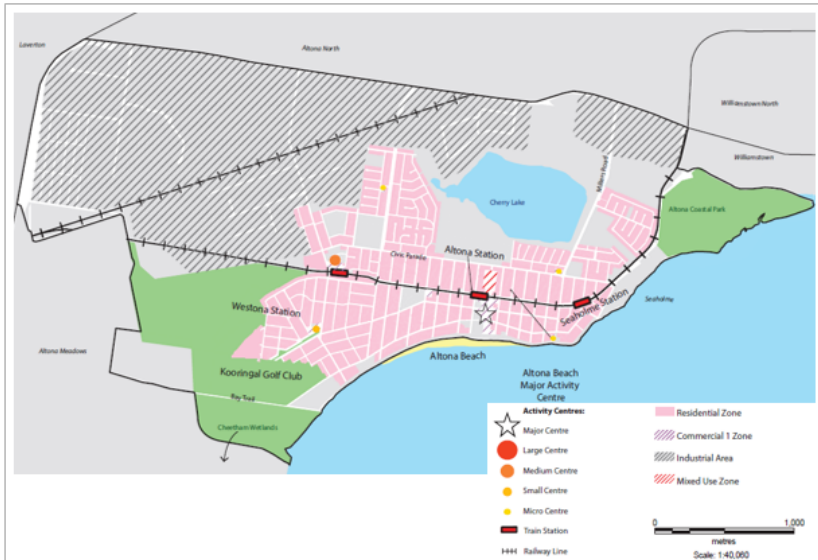 Laverton
Altona North
Williamstown North
Williamstown
Millers Road
Cherry Lake
Altona Coastal Park
Altona Station
Civic Parade
Seaholme
Westona Station
Seaholme Station
Altona Meadows
Altona Beach
Kooringal Golf Club
Altona Beach
Major Activity
Centre
Bay Trail
Cheetham Wetlands
Activity Centres:
Major Centre
Large Centre
Medium Centre
Small Centre
Micro Centre
Train Station
Railway Line
Residential Zone
Commercial 1 Zone
Industrial Area
Mixed Use Zone
0 1,000
metres
Scale: 1:40,060